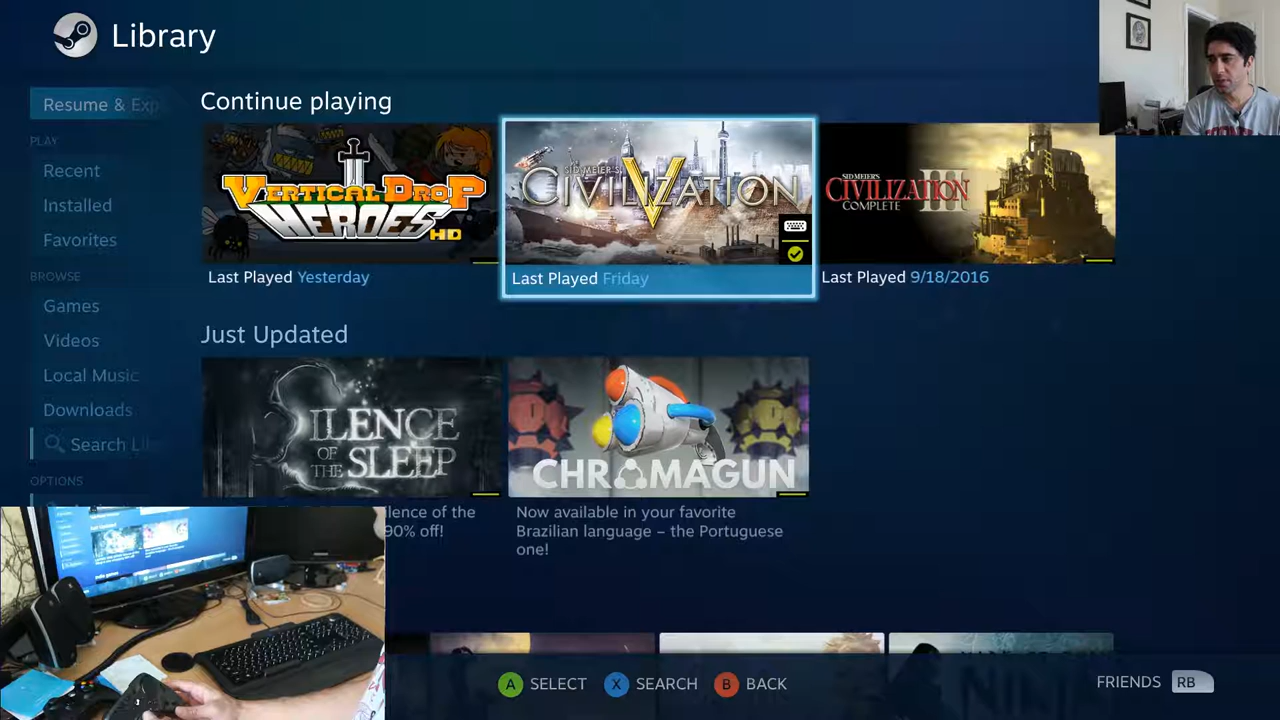 Library
Resume & Exp
PLAY
Recent
Installed
Favorites
BROWSE
Games
Videos
Local Music
Downloads
Search Li
OPTIONS
Continue playing
VERTICAL DROP
HEROES HD
Last Played Yesterday
SID MEIER'S
CIVILIZATION V
Last Played Friday
SID MEIER'S
CIVILIZATION III
COMPLETE
Last Played 9/18/2016
Just Updated
SILENCE
OF THE SLEEP
ilence of the
90% off!
CHROMAGUN
Now available in your favorite
Brazilian language – the Portuguese
one!
A SELECT
X SEARCH
B BACK
FRIENDS RB